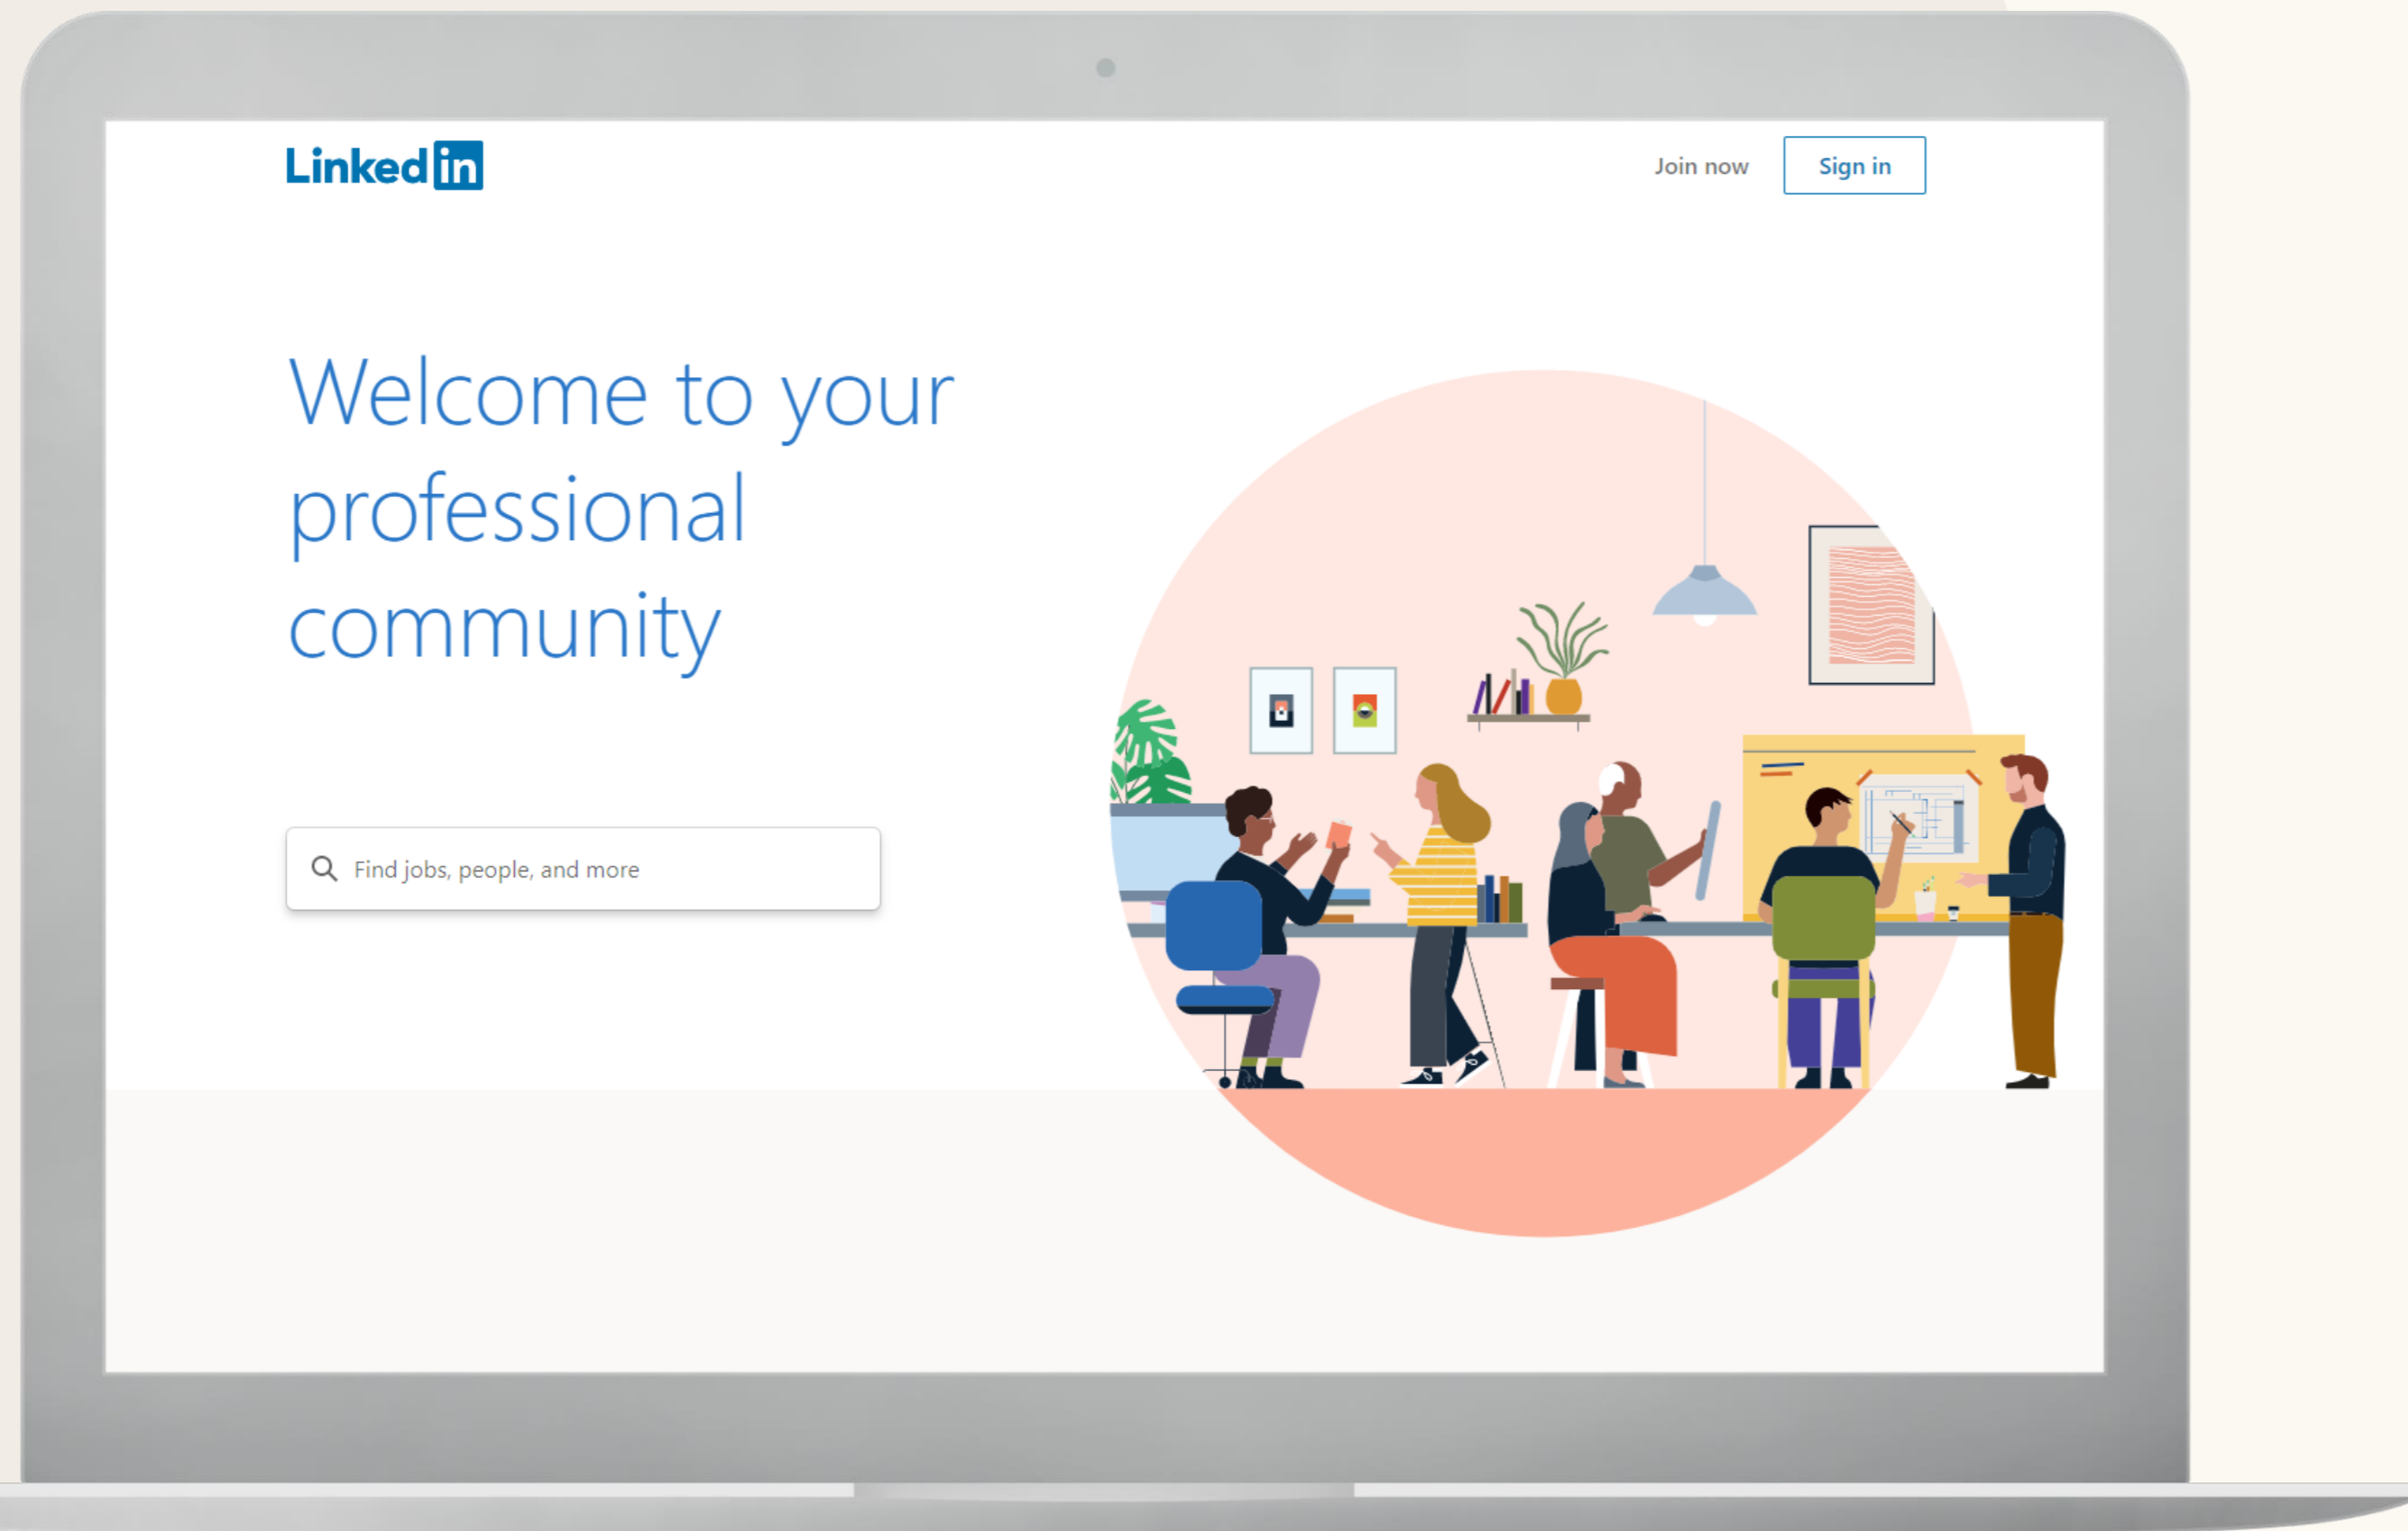 LinkedIn
Join now
Sign in
Welcome to your
professional
community
Find jobs, people, and more